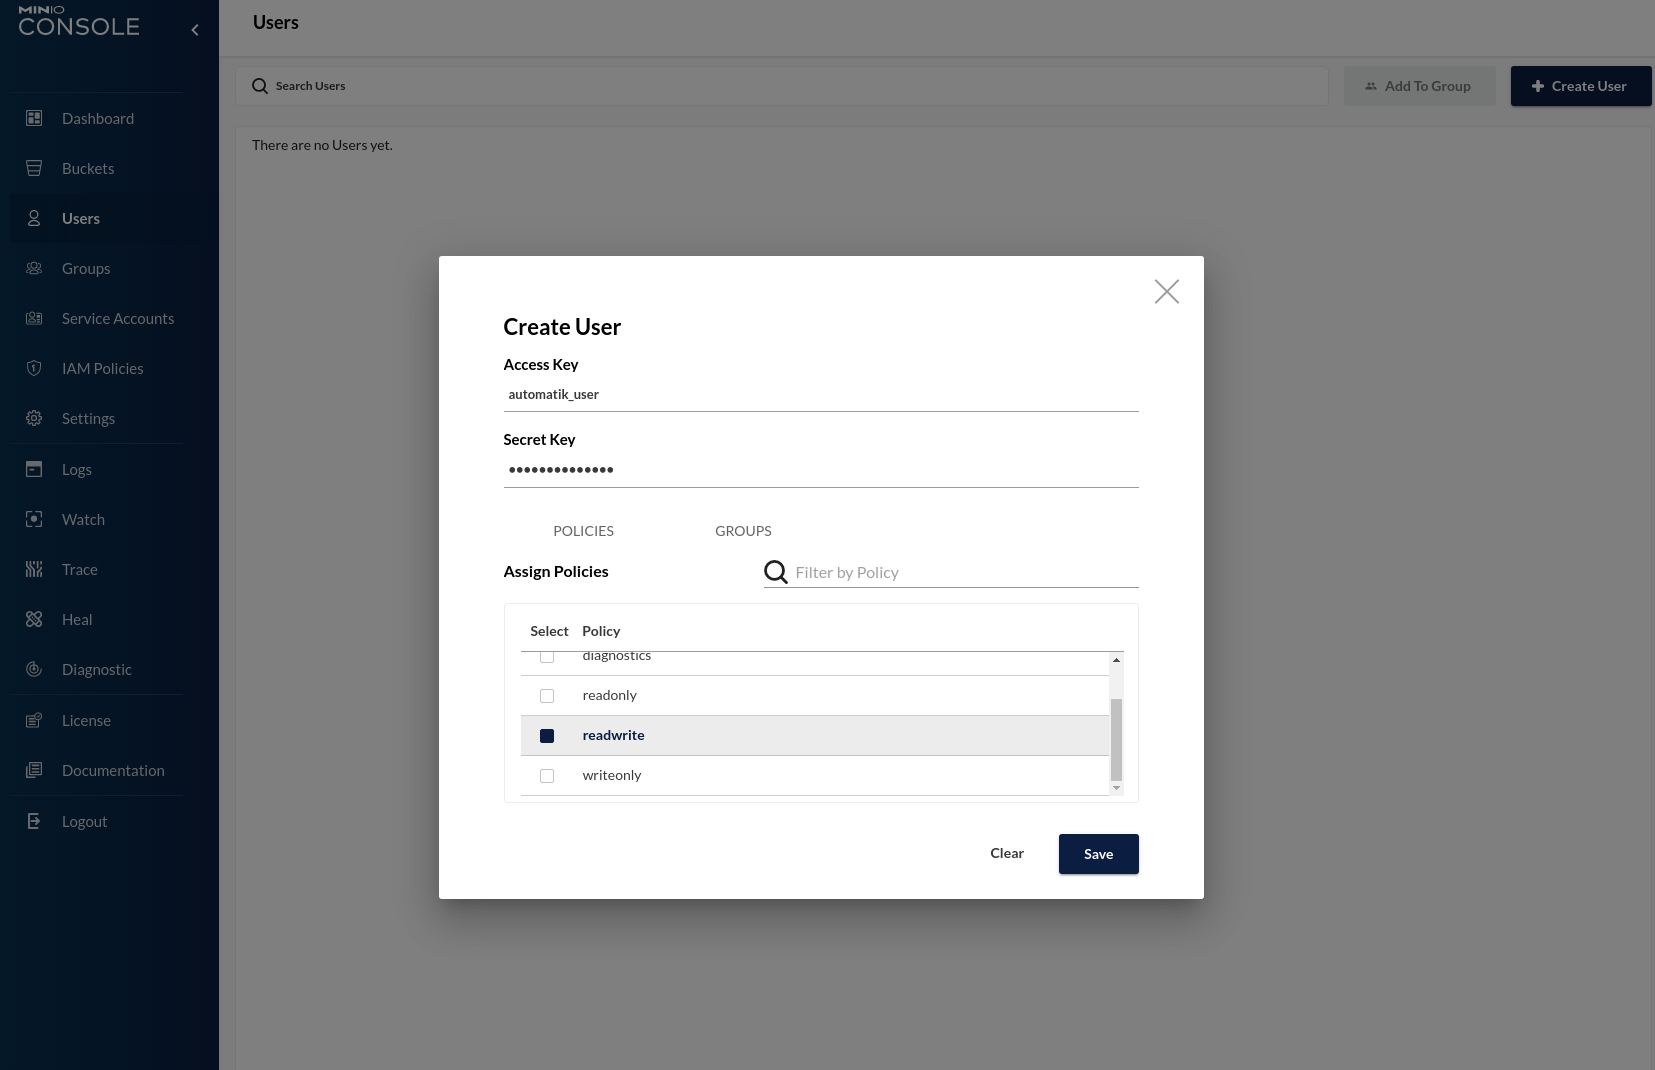 MINIO
CONSOLE
Users
Search Users
Add To Group
Create User
There are no Users yet.
Dashboard
Buckets
Users
Groups
Service Accounts
IAM Policies
Settings
Logs
Watch
Trace
Heal
Diagnostic
License
Documentation
Logout
Create User
Access Key
automatik_user
Secret Key
••••••••••••••
POLICIES GROUPS
Assign Policies
Filter by Policy
Select Policy
diagnostics
readonly
readwrite
writeonly
Clear
Save